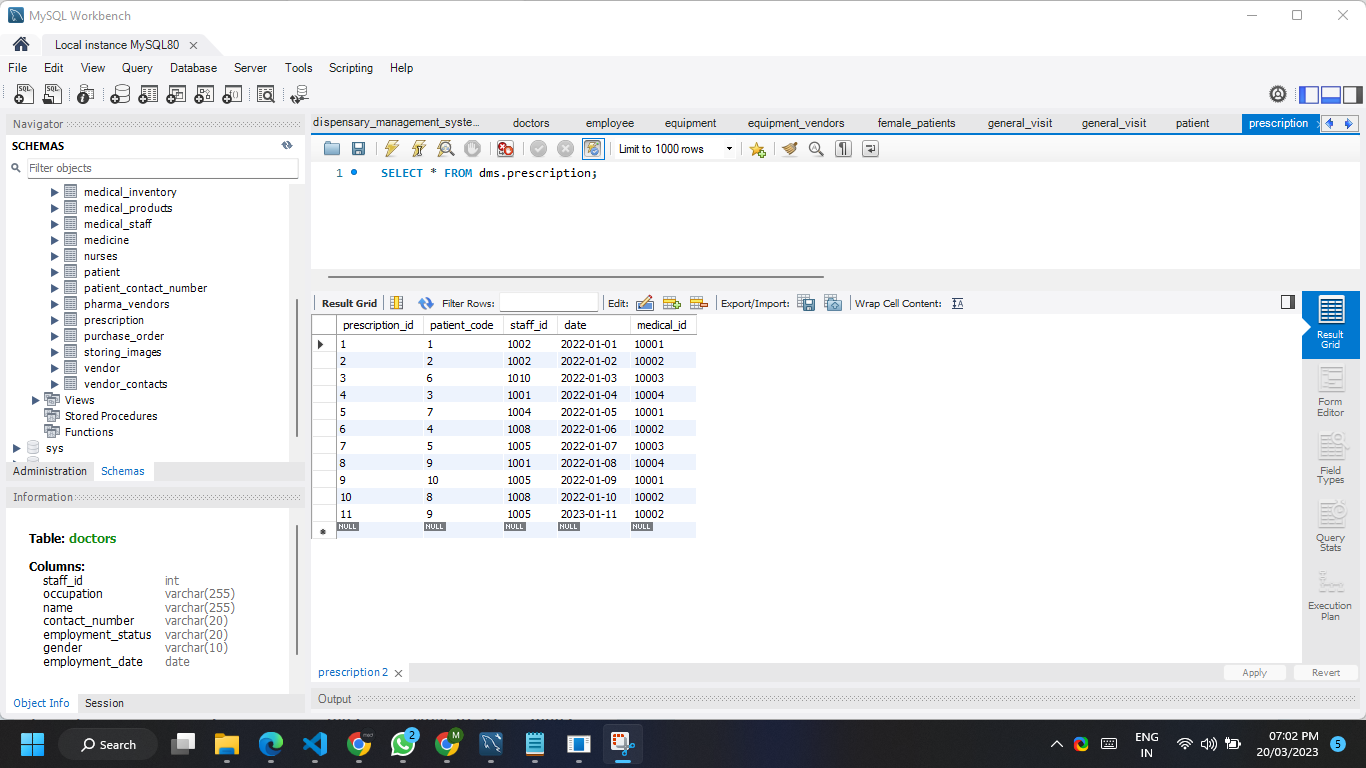 MySQL Workbench
Local instance MySQL80
File Edit View Query Database Server Tools Scripting Help
Navigator
SCHEMAS
Filter objects
medical_inventory
medical_products
medical_staff
medicine
nurses
patient
patient_contact_number
pharma_vendors
prescription
purchase_order
storing_images
vendor
vendor_contacts
Views
Stored Procedures
Functions
sys
Administration Schemas
Information
Table: doctors
Columns:
staff_id int
occupation varchar(255)
name varchar(255)
contact_number varchar(20)
employment_status varchar(20)
gender varchar(10)
employment_date date
Object Info Session
dispensary_management_syste... doctors employee equipment equipment_vendors female_patients general_visit general_visit patient prescription
Limit to 1000 rows
1 SELECT * FROM dms.prescription;
Result Grid Filter Rows: Edit: Export/Import: Wrap Cell Content:
prescription_id patient_code staff_id date medical_id
1 1 1002 2022-01-01 10001
2 2 1002 2022-01-02 10002
3 6 1010 2022-01-03 10003
4 3 1001 2022-01-04 10004
5 7 1004 2022-01-05 10001
6 4 1008 2022-01-06 10002
7 5 1005 2022-01-07 10003
8 9 1001 2022-01-08 10004
9 10 1005 2022-01-09 10001
10 8 1008 2022-01-10 10002
11 9 1005 2023-01-11 10002
NULL NULL NULL NULL NULL
Result
Grid
Form
Editor
Field
Types
Query
Stats
Execution
Plan
prescription 2
Apply Revert
Output
Search
2
M
ENG
IN
07:02 PM
20/03/2023
5